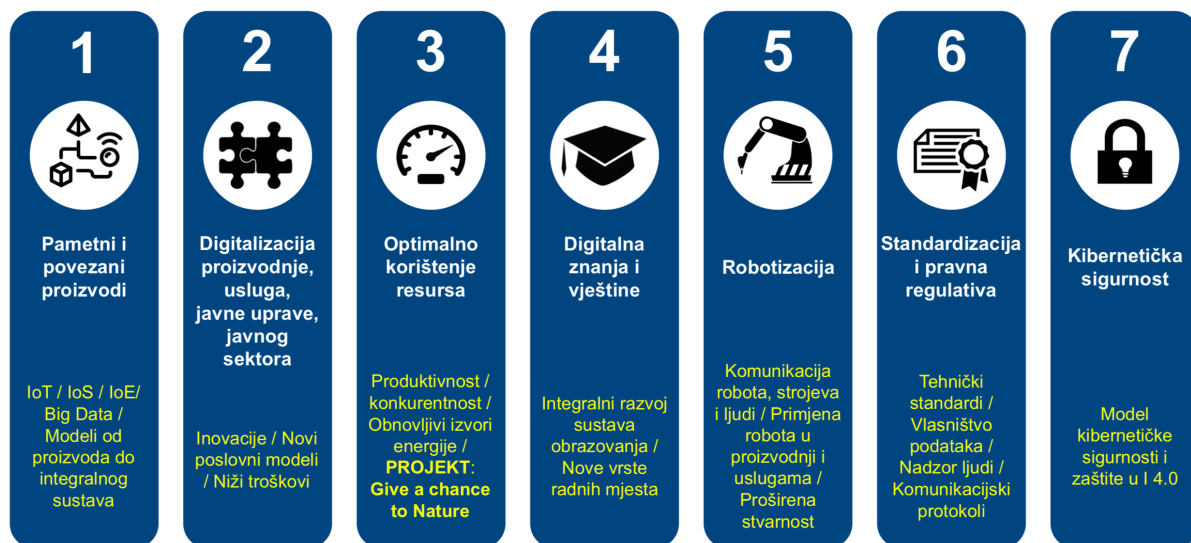 1
Pametni i
povezani
proizvodi
IoT / IoS / IoE/
Big Data /
Modeli od
proizvoda do
integralnog
sustava
2
Digitalizacija
proizvodnje,
usluga,
javne uprave,
javnog
sektora
Inovacije / Novi
poslovni modeli
/ Niži troškovi
3
Optimalno
korištenje
resursa
Produktivnost /
konkurentnost /
Obnovljivi izvori
energije /
PROJEKT:
Give a chance
to Nature
4
Digitalna
znanja i
vještine
Integralni razvoj
sustava
obrazovanja /
Nove vrste
radnih mjesta
5
Robotizacija
Komunikacija
robota, strojeva
i ljudi / Primjena
robota u
proizvodnji i
uslugama /
Proširena
stvarnost
6
Standardizacija
i pravna
regulativa
Tehnički
standardi /
Vlasništvo
podataka /
Nadzor ljudi /
Komunikacijski
protokoli
7
Kibernetička
sigurnost
Model
kibernetičke
sigurnosti i
zaštite u I 4.0